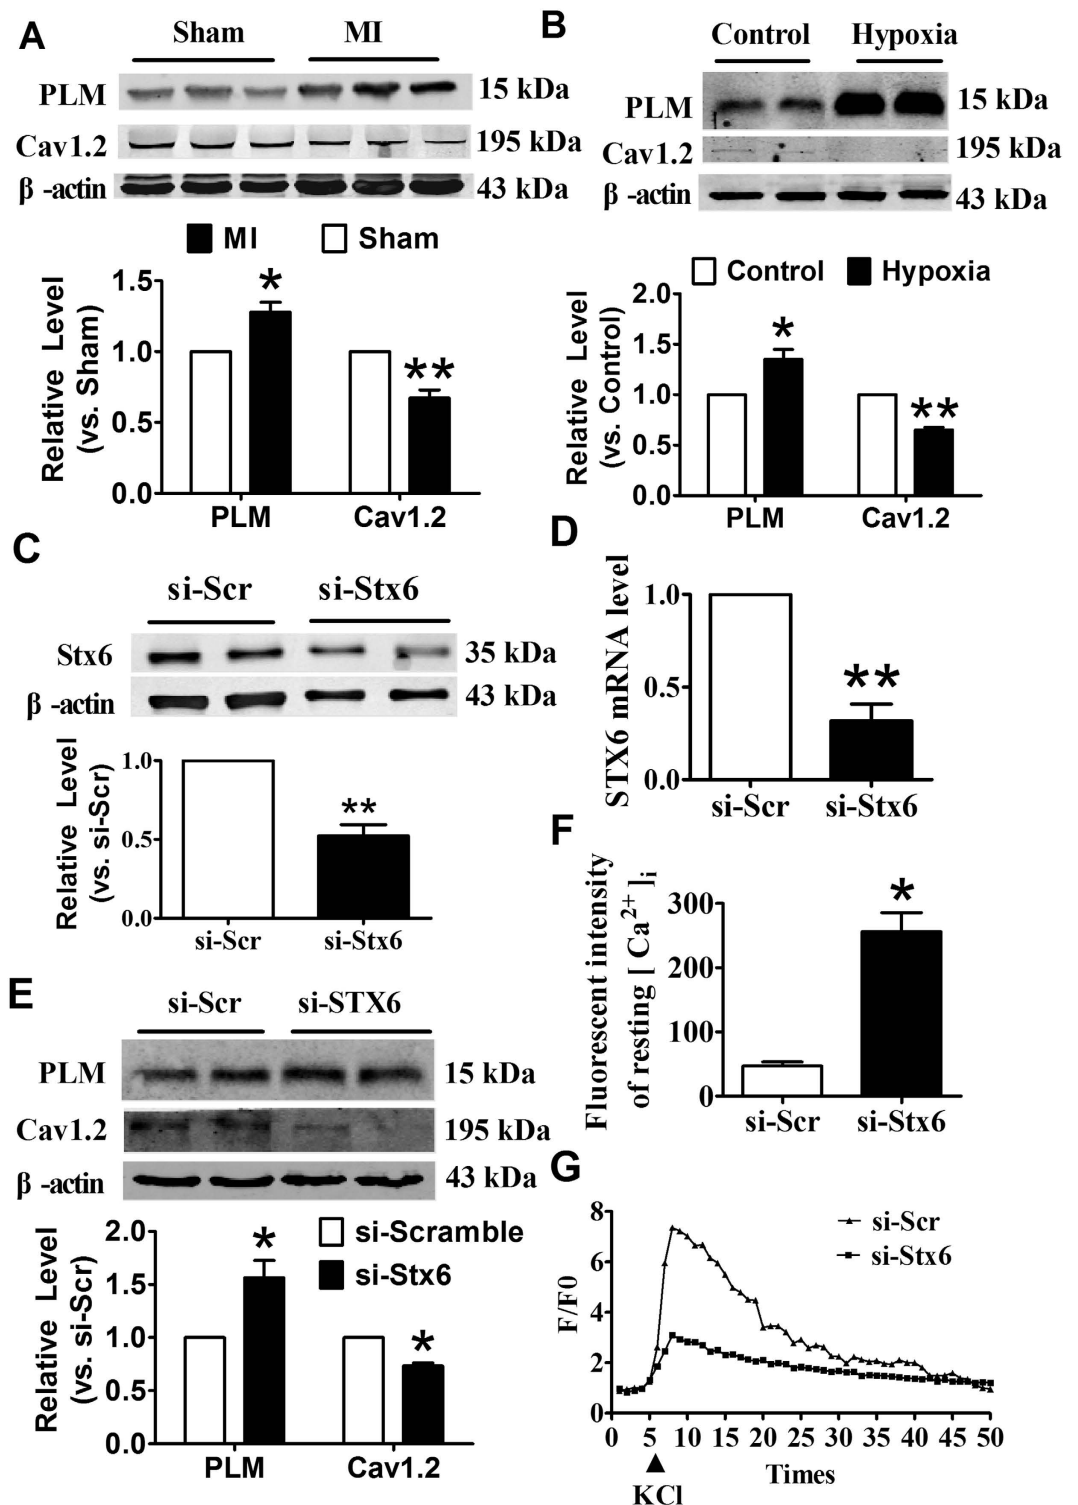 A
Sham MI
PLM 15 kDa
Cav1.2 195 kDa
β -actin 43 kDa
MI Sham
Relative Level
(vs. Sham)
1.5
*
1.0
**
0.5
0.0
PLM Cav1.2
B
Control Hypoxia
PLM 15 kDa
Cav1.2 195 kDa
β -actin 43 kDa
Control Hypoxia
Relative Level
(vs. Control)
2.0
*
1.5
1.0
**
0.5
0.0
PLM Cav1.2
C
si-Scr si-Stx6
Stx6 35 kDa
β -actin 43 kDa
Relative Level
(vs. si-Scr)
1.0
**
0.5
0.0
si-Scr si-Stx6
D
STX6 mRNA level
1.0
**
0.5
0.0
si-Scr si-Stx6
E
si-Scr si-STX6
PLM 15 kDa
Cav1.2 195 kDa
β -actin 43 kDa
Relative Level
(vs. si-Scr)
si-Scramble
si-Stx6
2.0
*
1.5
1.0
*
0.5
0.0
PLM Cav1.2
F
Fluorescent intensity
of resting [ Ca2+ ]i
300
*
200
100
0
si-Scr si-Stx6
G
si-Scr
si-Stx6
F/F0
8
6
4
2
0
0 5 10 15 20 25 30 35 40 45 50
Times
KCl